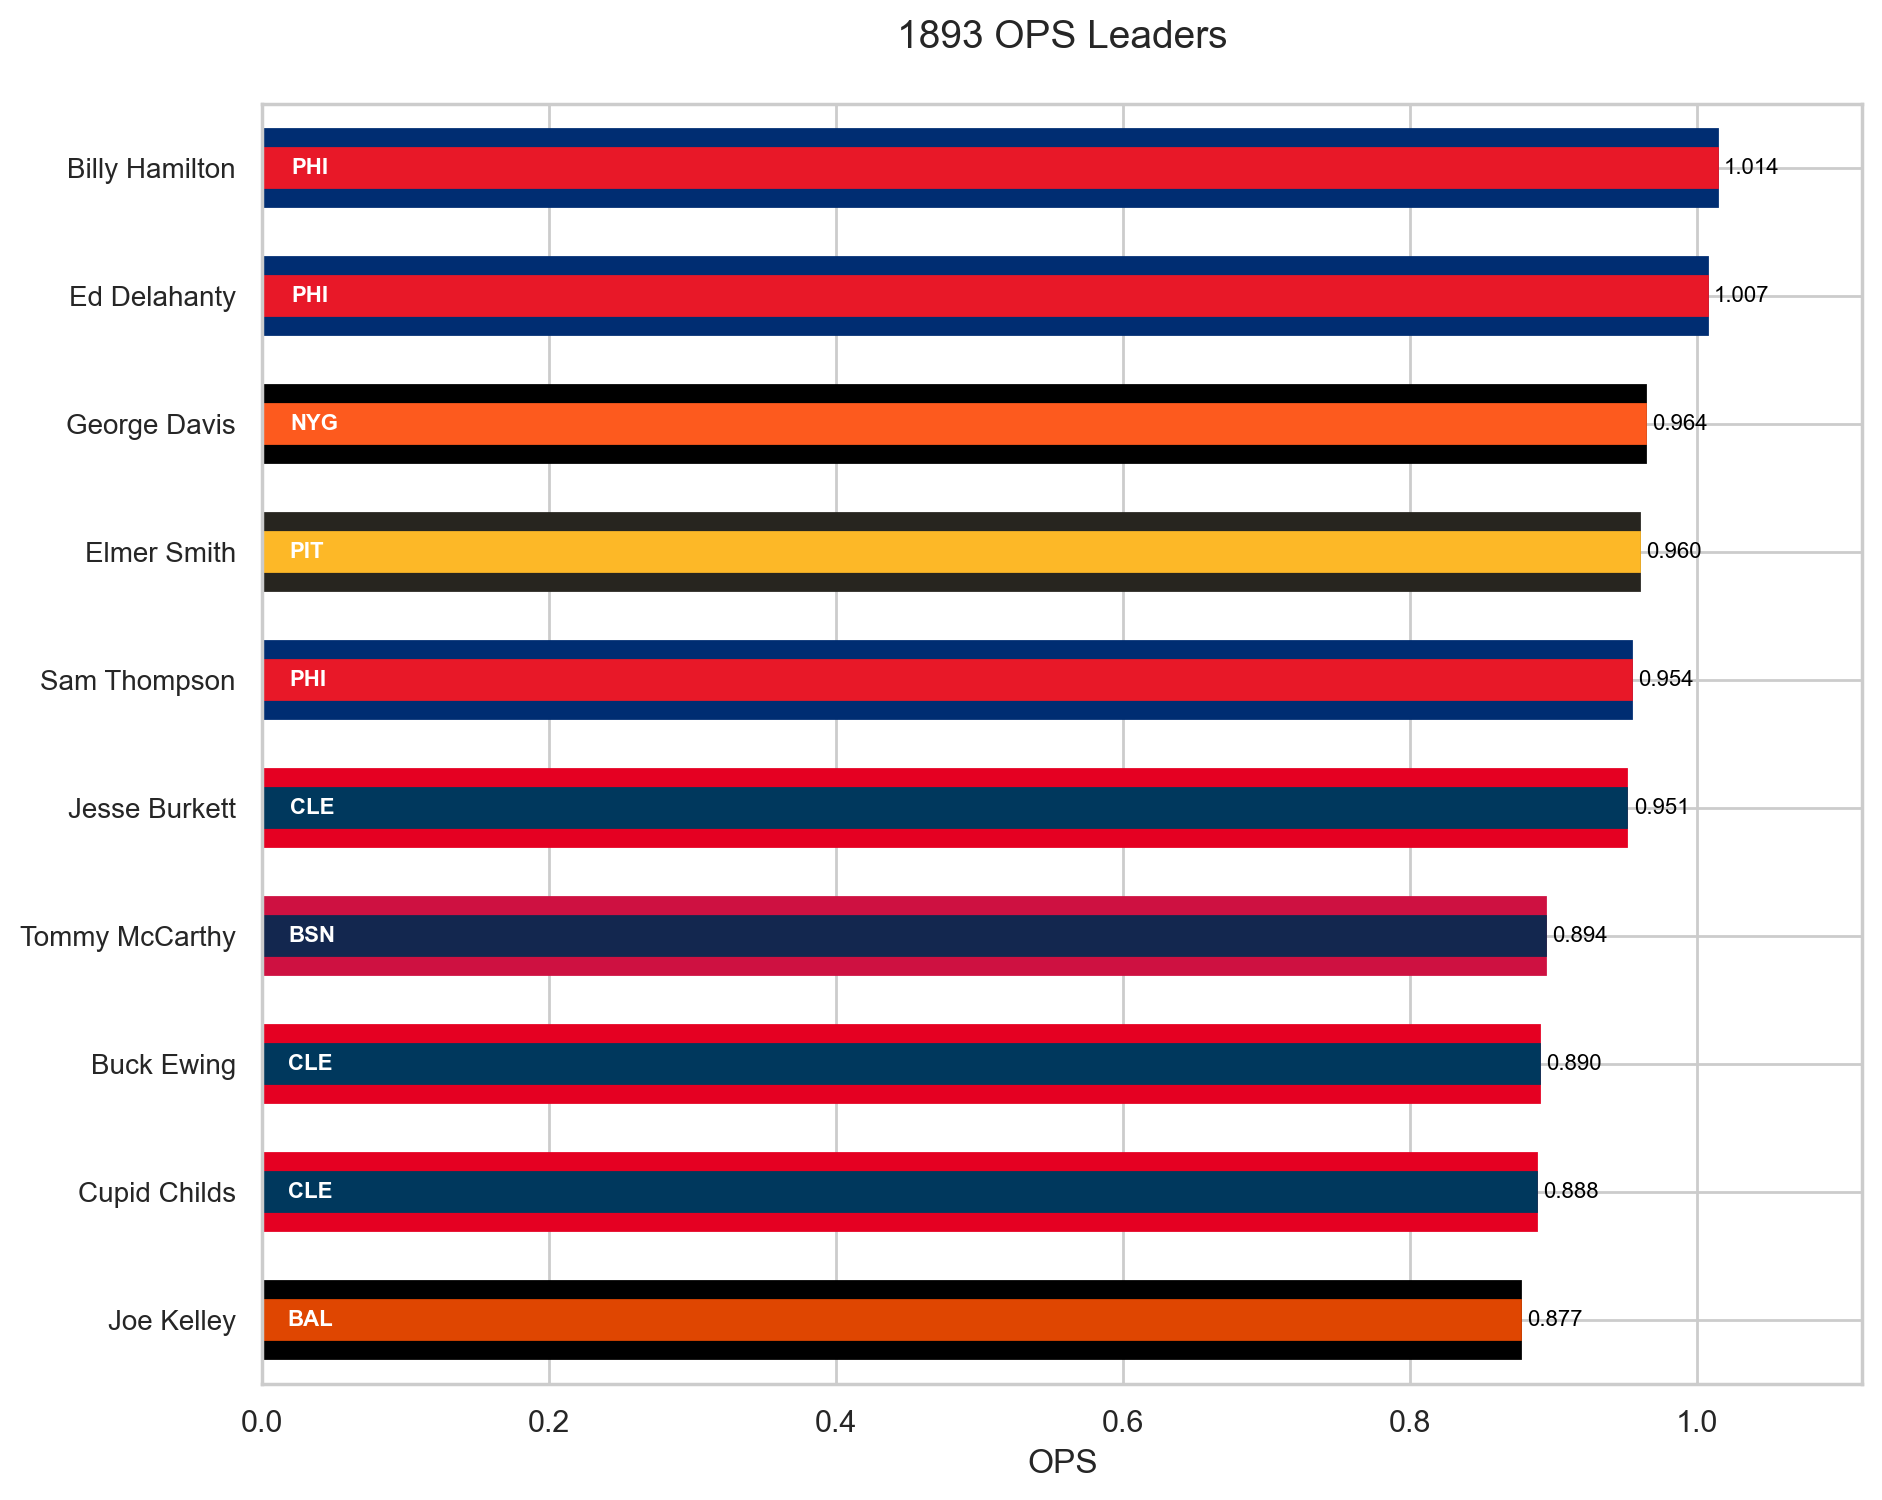 1893 OPS Leaders
Billy Hamilton PHI 1.014
Ed Delahanty PHI 1.007
George Davis NYG 0.964
Elmer Smith PIT 0.960
Sam Thompson PHI 0.954
Jesse Burkett CLE 0.951
Tommy McCarthy BSN 0.894
Buck Ewing CLE 0.890
Cupid Childs CLE 0.888
Joe Kelley BAL 0.877
0.0 0.2 0.4 0.6 0.8 1.0
OPS